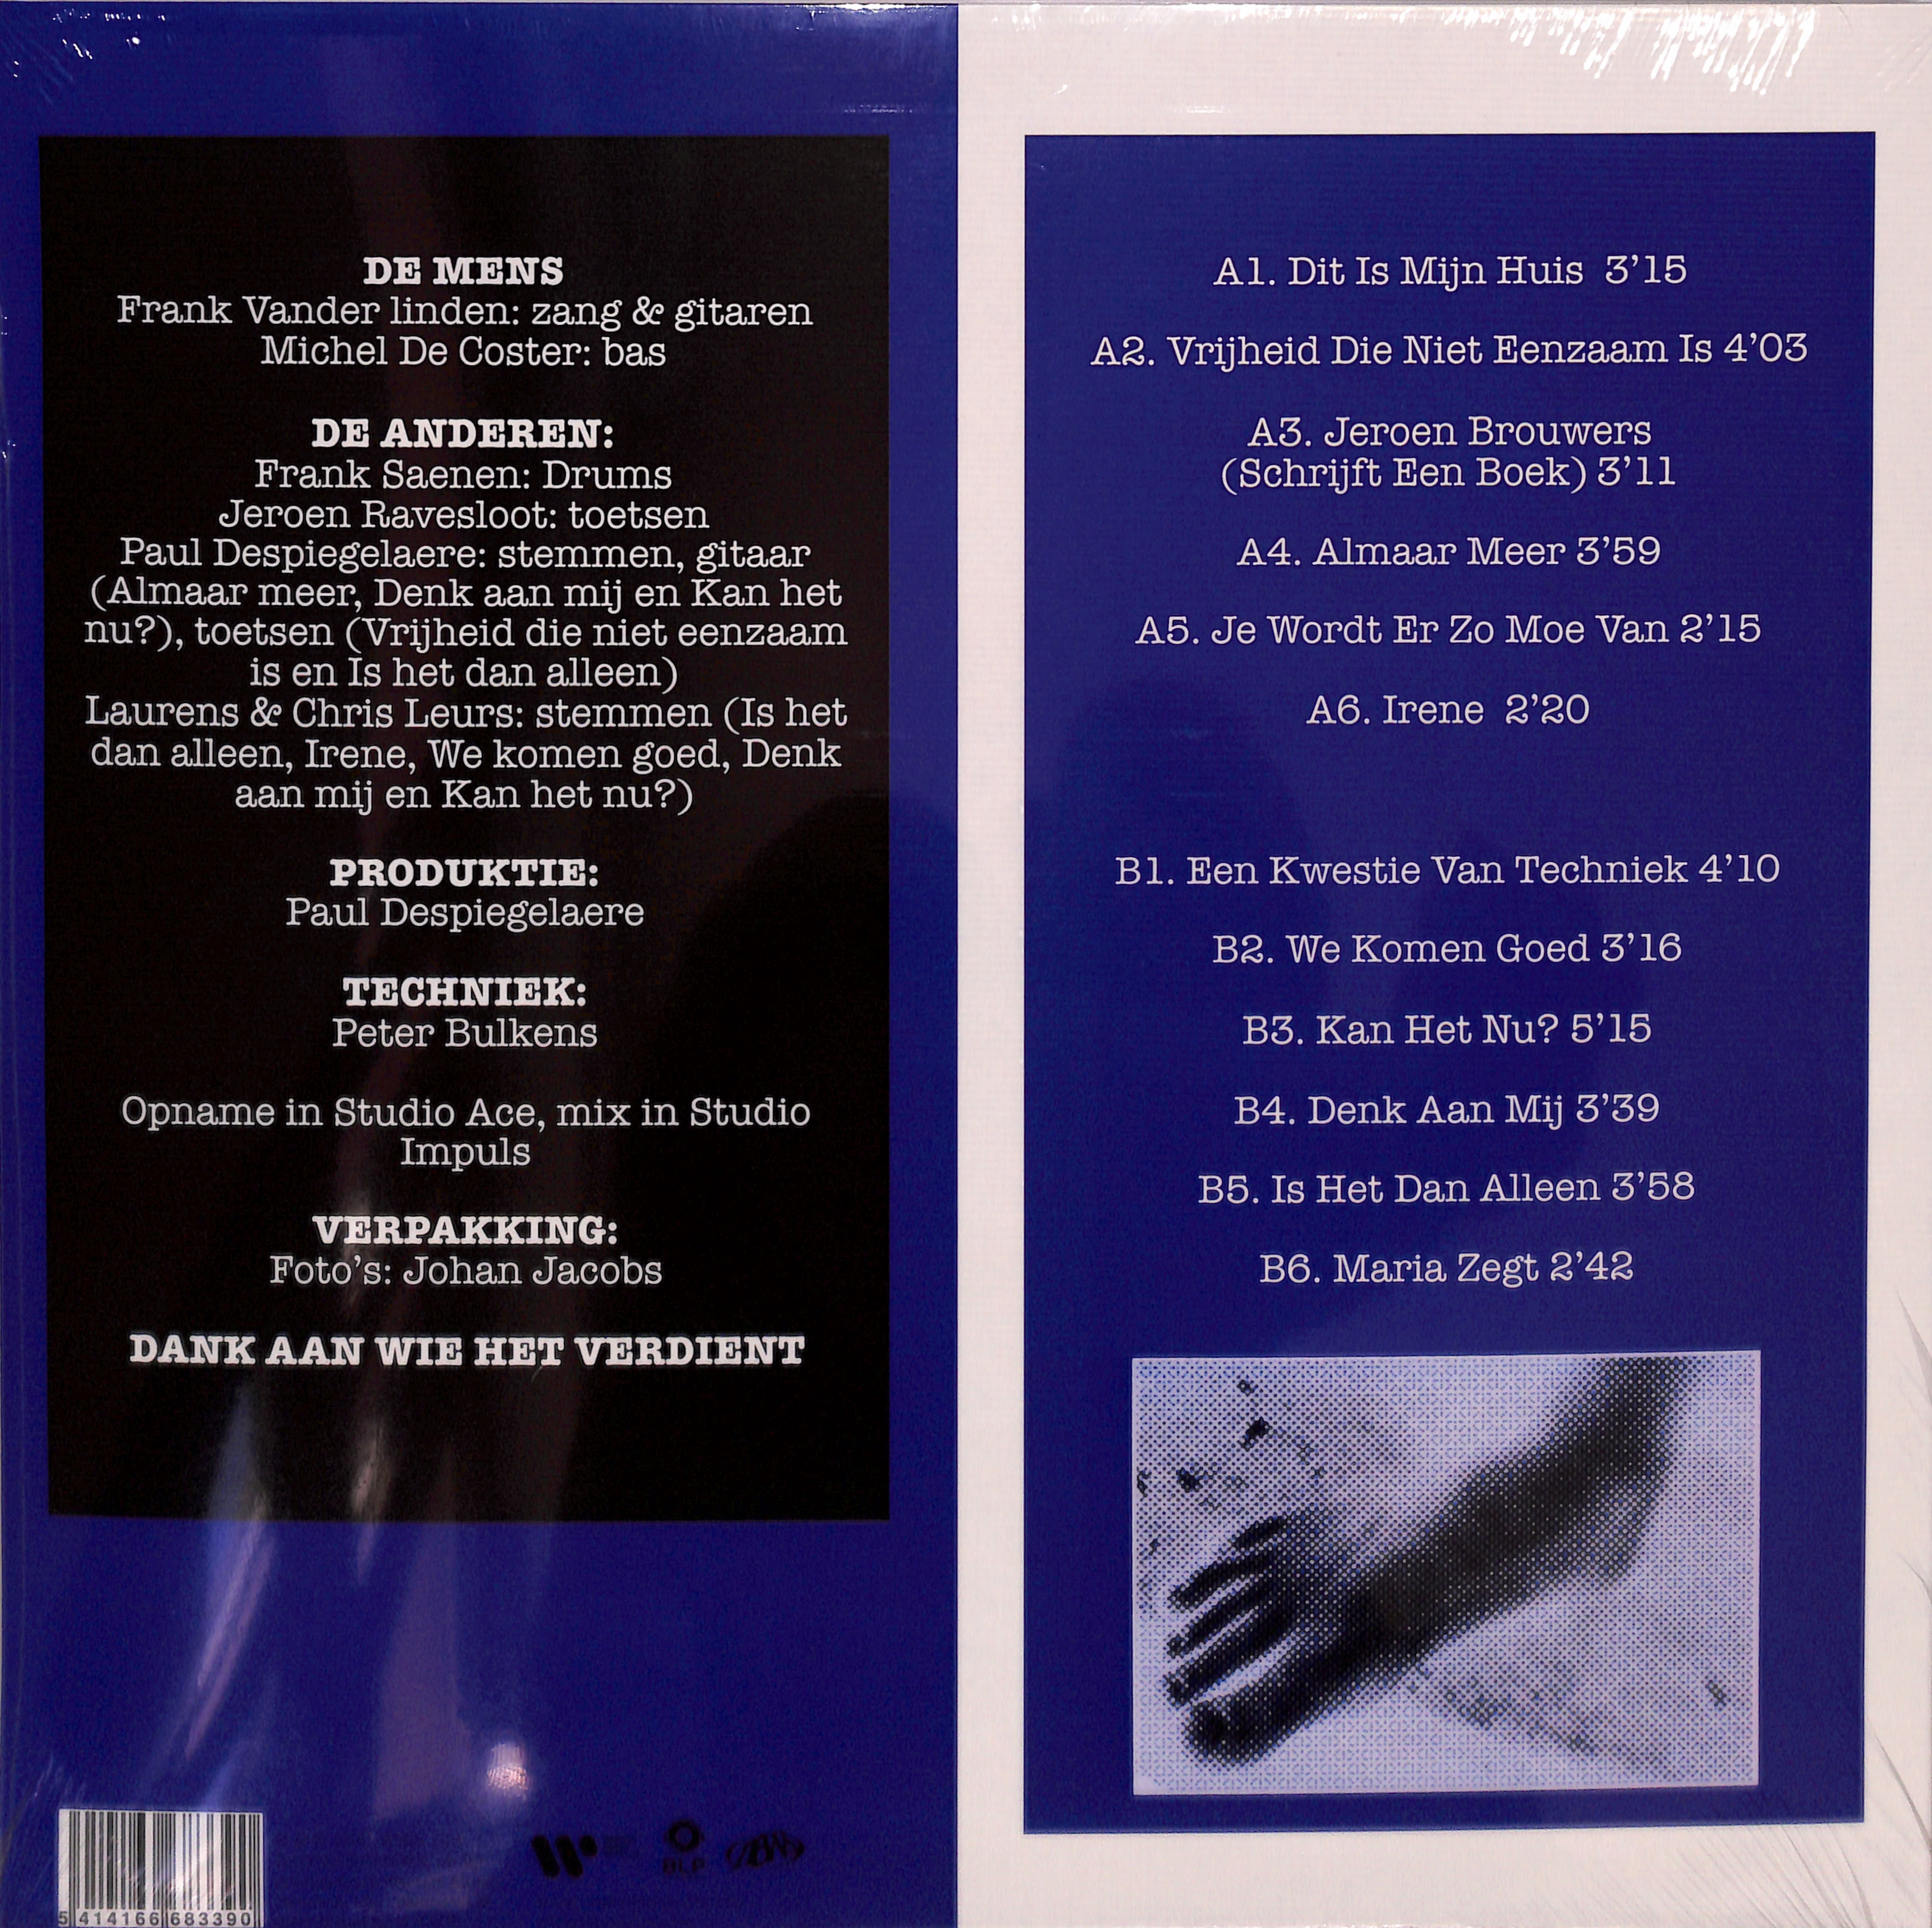 DE MENS
Frank Vander linden: zang & gitaren
Michel De Coster: bas
DE ANDEREN:
Frank Saenen: Drums
Jeroen Ravesloot: toetsen
Paul Despiegelaere: stemmen, gitaar
(Almaar meer, Denk aan mij en Kan het
nu?), toetsen (Vrijheid die niet eenzaam
is en Is het dan alleen)
Laurens & Chris Leurs: stemmen (Is het
dan alleen, Irene, We komen goed, Denk
aan mij en Kan het nu?)
PRODUKTIE:
Paul Despiegelaere
TECHNIEK:
Peter Bulkens
Opname in Studio Ace, mix in Studio
Impuls
VERPAKKING:
Foto's: Johan Jacobs
DANK AAN WIE HET VERDIENT
5 414166 683390
A1. Dit Is Mijn Huis 3'15
A2. Vrijheid Die Niet Eenzaam Is 4'03
A3. Jeroen Brouwers
(Schrijft Een Boek) 3'11
A4. Almaar Meer 3'59
A5. Je Wordt Er Zo Moe Van 2'15
A6. Irene 2'20
B1. Een Kwestie Van Techniek 4'10
B2. We Komen Goed 3'16
B3. Kan Het Nu? 5'15
B4. Denk Aan Mij 3'39
B5. Is Het Dan Alleen 3'58
B6. Maria Zegt 2'42